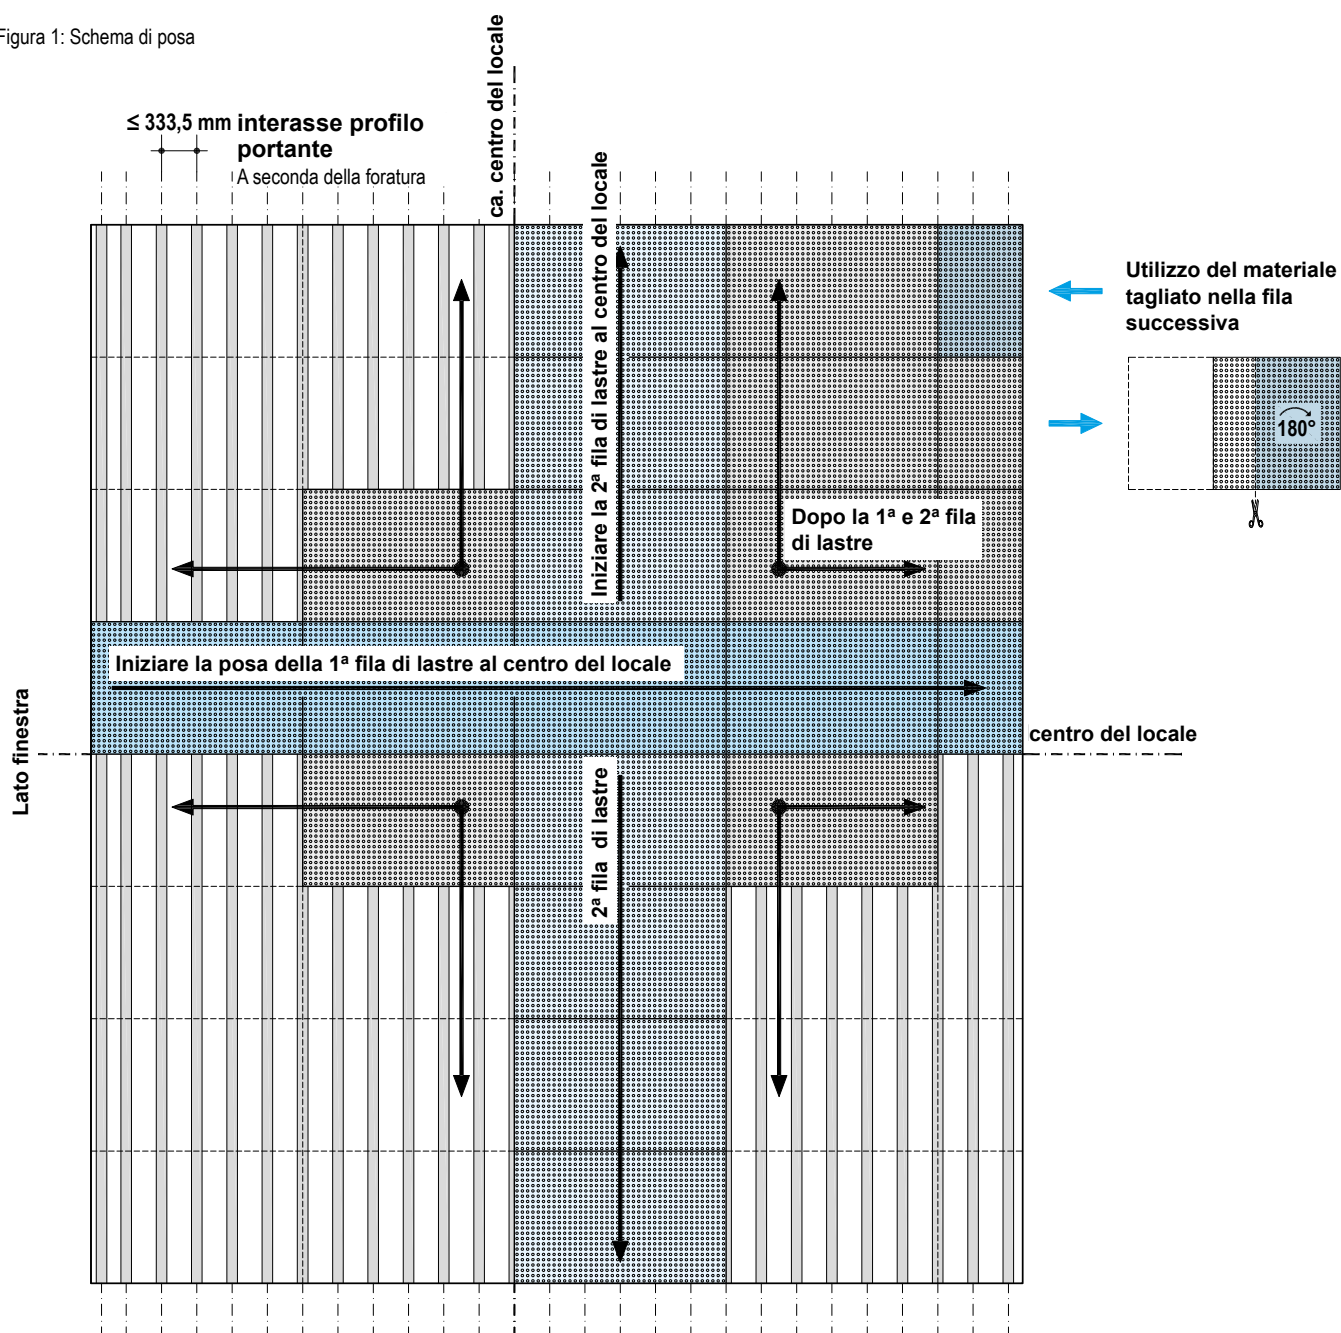 Figura 1: Schema di posa
≤ 333,5 mm interasse profilo
portante
A seconda della foratura
ca. centro del locale
Iniziare la 2ª fila di lastre al centro del locale
Utilizzo del materiale
tagliato nella fila
successiva
180°
Dopo la 1ª e 2ª fila
di lastre
Iniziare la posa della 1ª fila di lastre al centro del locale
Lato finestra
centro del locale
2ª fila di lastre